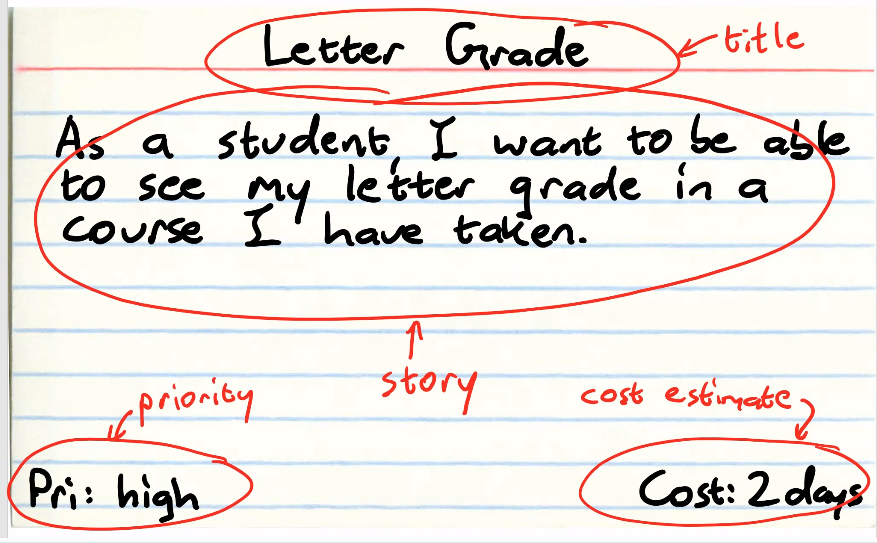 Letter Grade
title
As a student, I want to be able
to see my letter grade in a
course I have taken.
story
priority
cost estimate
Pri: high
Cost: 2 days